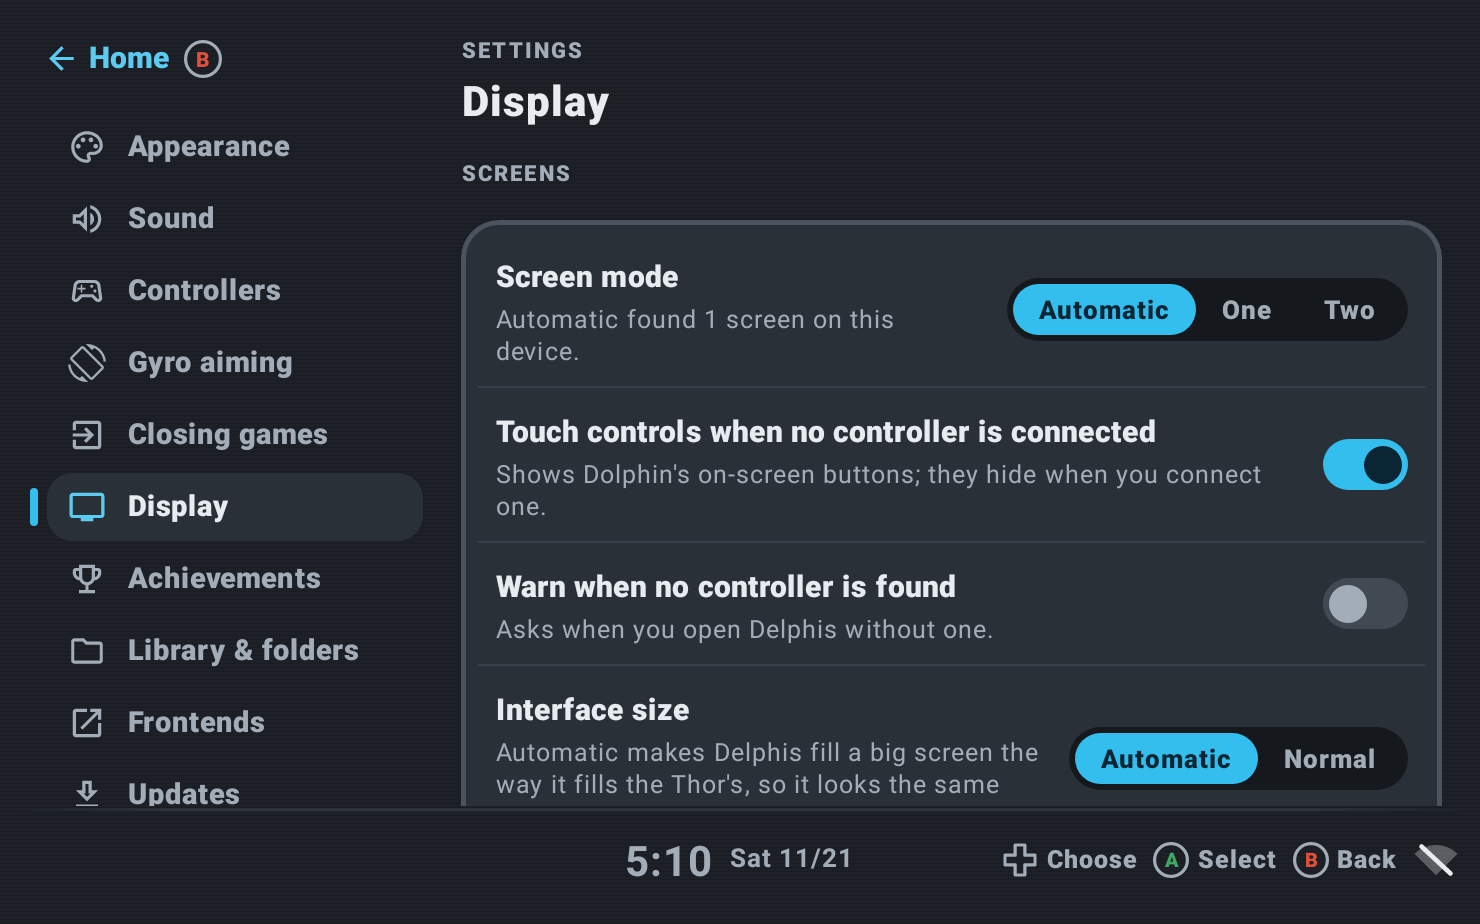 Home B
Appearance
Sound
Controllers
Gyro aiming
Closing games
Display
Achievements
Library & folders
Frontends
Updates
SETTINGS
Display
SCREENS
Screen mode
Automatic found 1 screen on this
device.
Automatic One Two
Touch controls when no controller is connected
Shows Dolphin's on-screen buttons; they hide when you connect
one.
Warn when no controller is found
Asks when you open Delphis without one.
Interface size
Automatic makes Delphis fill a big screen the
way it fills the Thor's, so it looks the same
Automatic Normal
5:10 Sat 11/21
Choose A Select B Back